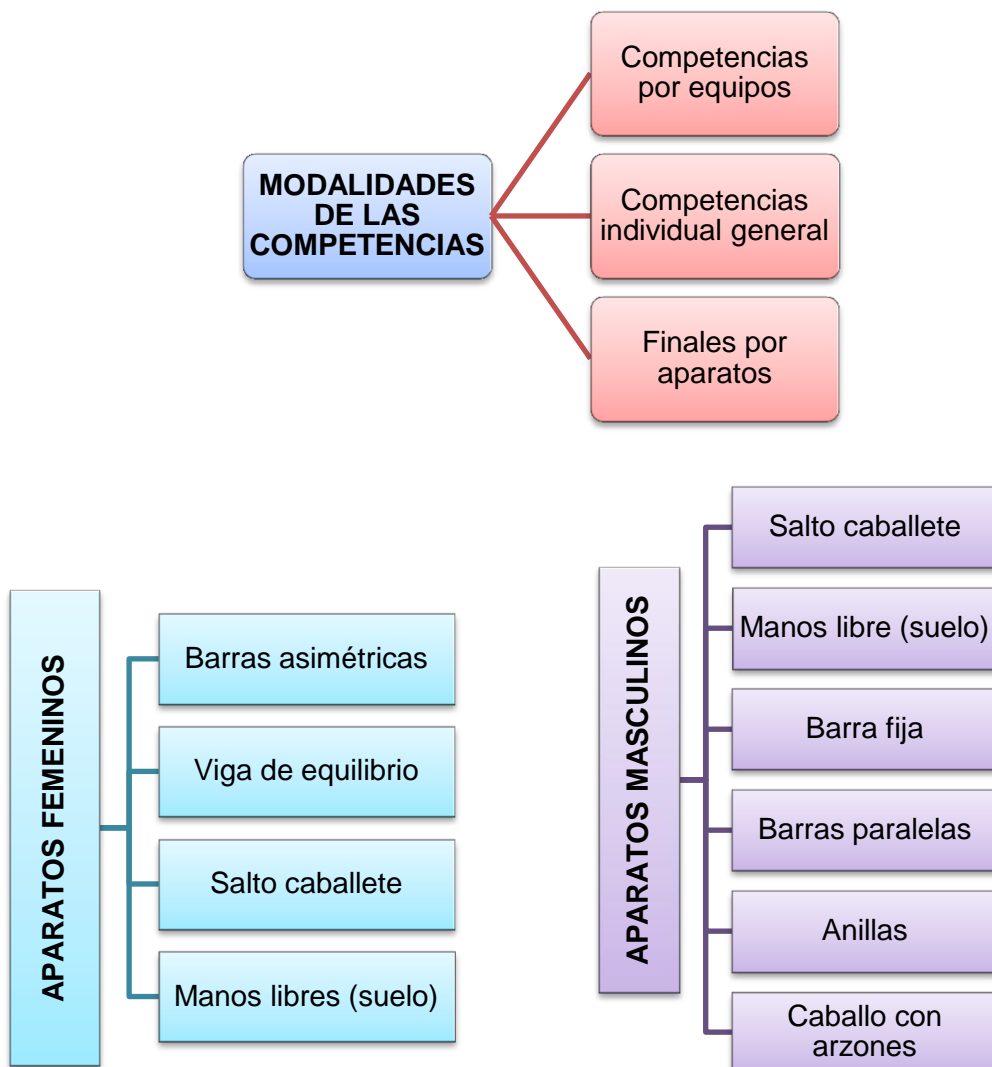 Competencias
por equipos
MODALIDADES
DE LAS
COMPETENCIAS
Competencias
individual general
Finales por
aparatos
APARATOS FEMENINOS
Barras asimétricas
Viga de equilibrio
Salto caballete
Manos libres (suelo)
APARATOS MASCULINOS
Salto caballete
Manos libre (suelo)
Barra fija
Barras paralelas
Anillas
Caballo con
arzones